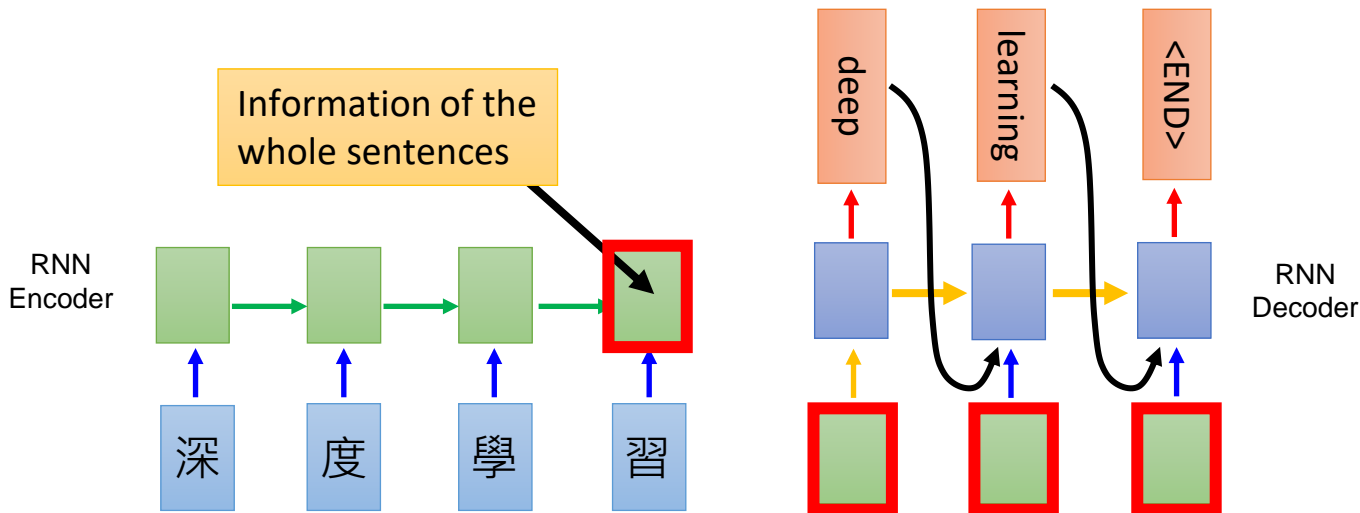 Information of the
whole sentences
RNN
Encoder
深
度
學
習
deep
learning
<END>
RNN
Decoder